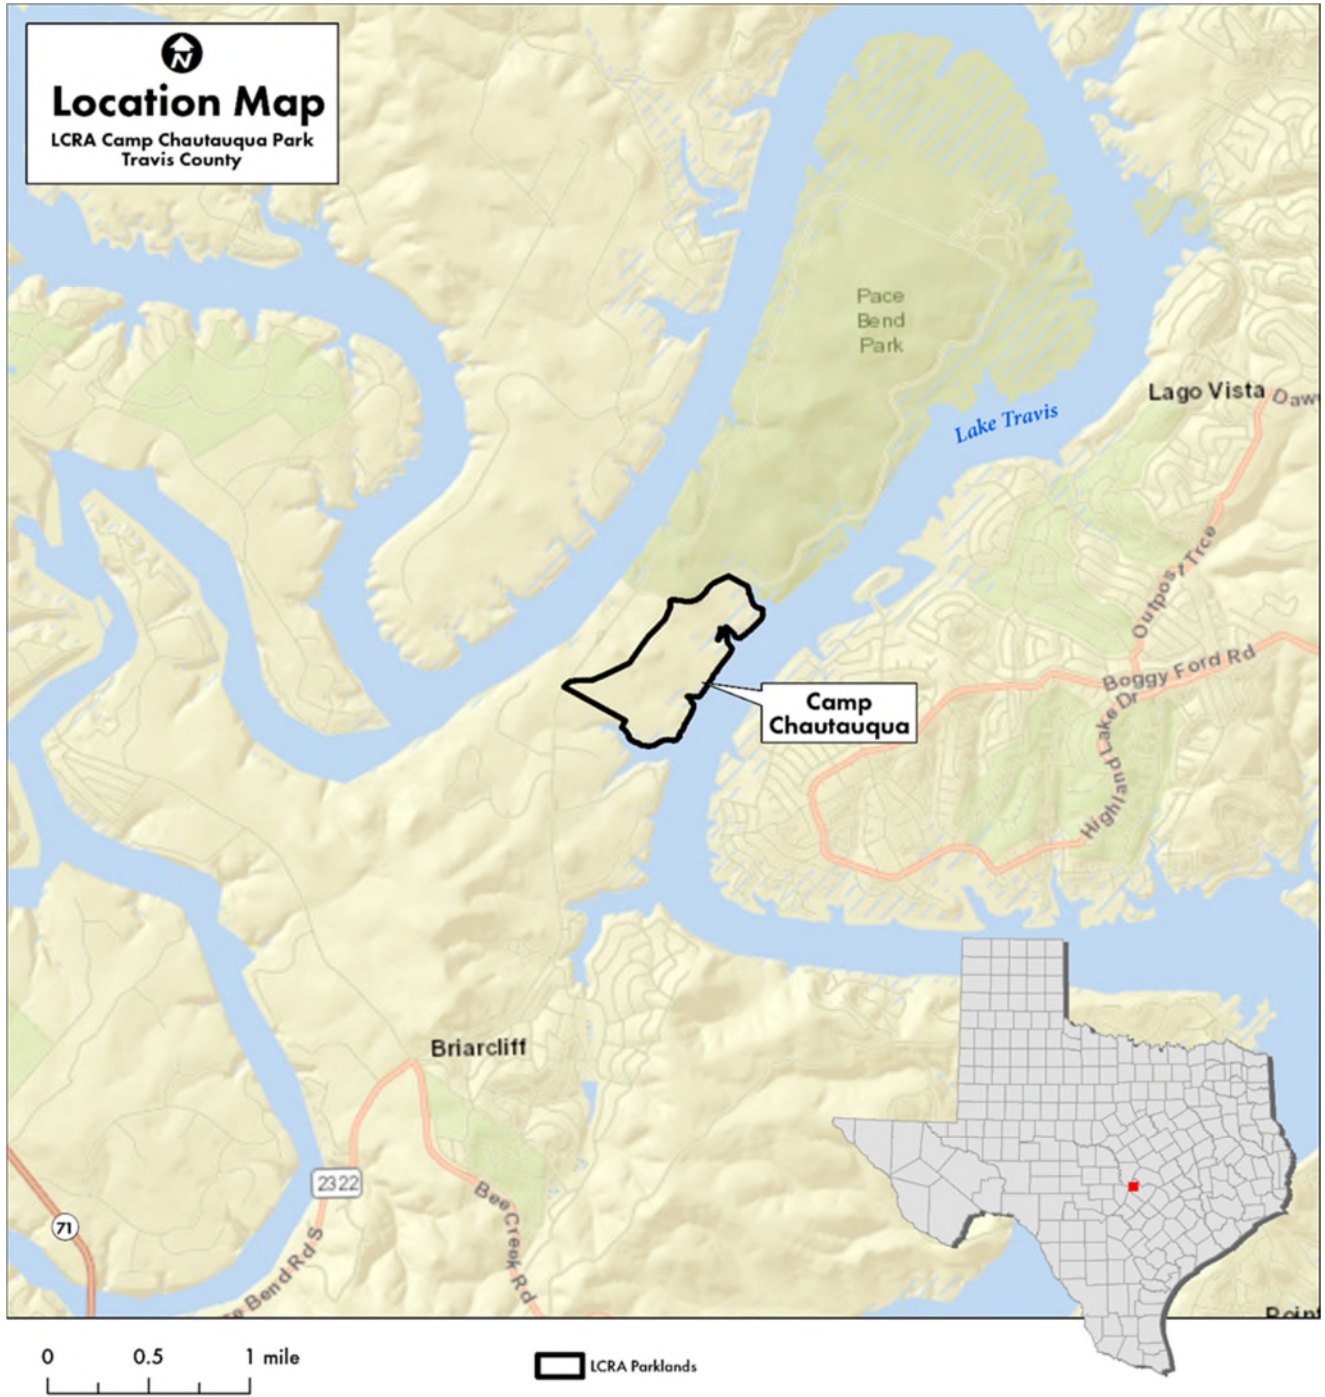 N
Location Map
LCRA Camp Chautauqua Park
Travis County
Pace
Bend
Park
Lago Vista
Lake Travis
Outpost Trce
Boggy Ford Rd
Highland Lake Dr
Camp
Chautauqua
Briarcliff
2322
Bee Creek Rd
71
Bend Rd S
0 0.5 1 mile
LCRA Parklands